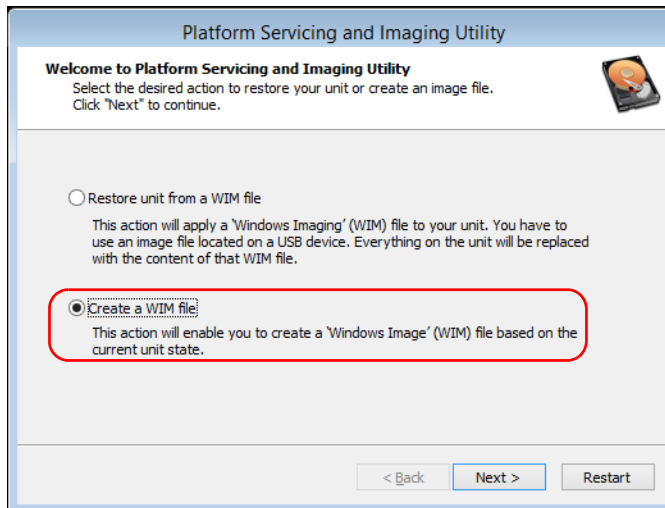 Platform Servicing and Imaging Utility
Welcome to Platform Servicing and Imaging Utility
Select the desired action to restore your unit or create an image file.
Click "Next" to continue.
Restore unit from a WIM file
This action will apply a 'Windows Imaging' (WIM) file to your unit. You have to
use an image file located on a USB device. Everything on the unit will be replaced
with the content of that WIM file.
Create a WIM file
This action will enable you to create a 'Windows Image' (WIM) file based on the
current unit state.
< Back Next > Restart